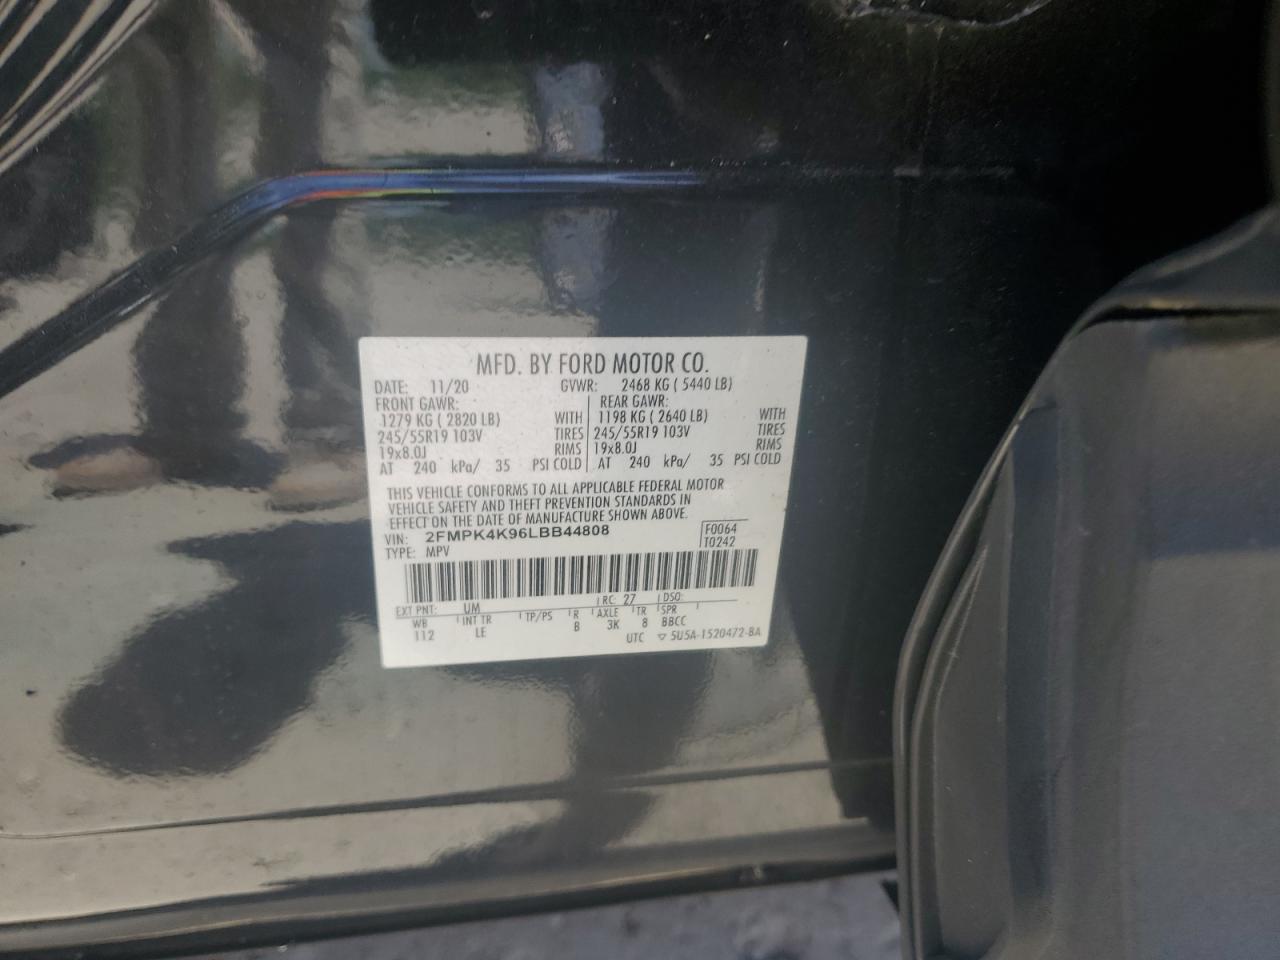 MFD. BY FORD MOTOR CO.
DATE: 11/20 GVWR: 2468 KG ( 5440 LB)
FRONT GAWR: REAR GAWR:
1279 KG ( 2820 LB) WITH 1198 KG ( 2640 LB) WITH
245/55R19 103V TIRES 245/55R19 103V TIRES
19x8.0J RIMS 19x8.0J RIMS
AT 240 kPa/ 35 PSI COLD AT 240 kPa/ 35 PSI COLD
THIS VEHICLE CONFORMS TO ALL APPLICABLE FEDERAL MOTOR
VEHICLE SAFETY AND THEFT PREVENTION STANDARDS IN
EFFECT ON THE DATE OF MANUFACTURE SHOWN ABOVE.
VIN: 2FMPK4K96LBB44808 F0064
TYPE: MPV T0242
EXT PNT: UM RC: 27 DSO:
WB INT TR TP/PS R AXLE TR SPR
112 LE B 3K 8 BBCC
UTC ▽ 5U5A-1520472-BA